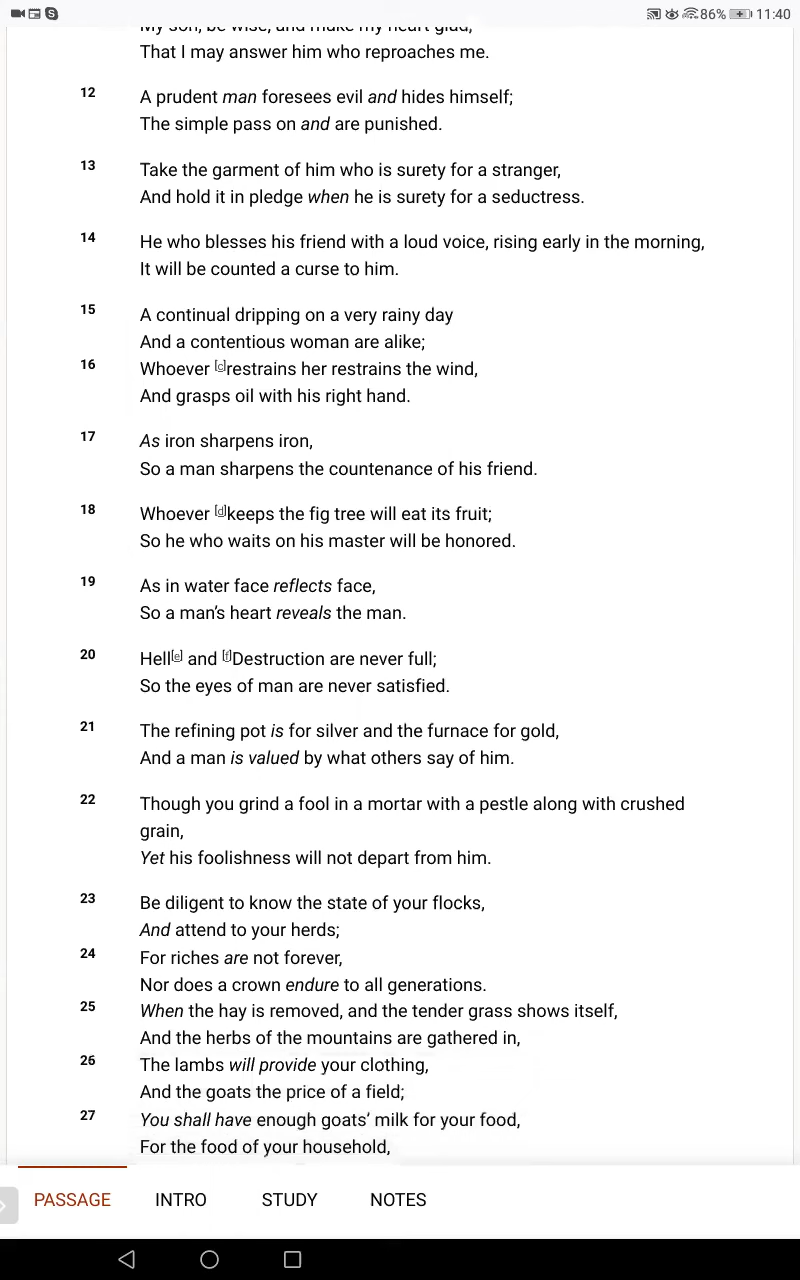 86% 11:40
My son, be wise, and make my heart glad,
That I may answer him who reproaches me.
12 A prudent man foresees evil and hides himself;
The simple pass on and are punished.
13 Take the garment of him who is surety for a stranger,
And hold it in pledge when he is surety for a seductress.
14 He who blesses his friend with a loud voice, rising early in the morning,
It will be counted a curse to him.
15 A continual dripping on a very rainy day
And a contentious woman are alike;
16 Whoever [c]restrains her restrains the wind,
And grasps oil with his right hand.
17 As iron sharpens iron,
So a man sharpens the countenance of his friend.
18 Whoever [d]keeps the fig tree will eat its fruit;
So he who waits on his master will be honored.
19 As in water face reflects face,
So a man’s heart reveals the man.
20 Hell[e] and [f]Destruction are never full;
So the eyes of man are never satisfied.
21 The refining pot is for silver and the furnace for gold,
And a man is valued by what others say of him.
22 Though you grind a fool in a mortar with a pestle along with crushed
grain,
Yet his foolishness will not depart from him.
23 Be diligent to know the state of your flocks,
And attend to your herds;
24 For riches are not forever,
Nor does a crown endure to all generations.
25 When the hay is removed, and the tender grass shows itself,
And the herbs of the mountains are gathered in,
26 The lambs will provide your clothing,
And the goats the price of a field;
27 You shall have enough goats’ milk for your food,
For the food of your household,
PASSAGE INTRO STUDY NOTES